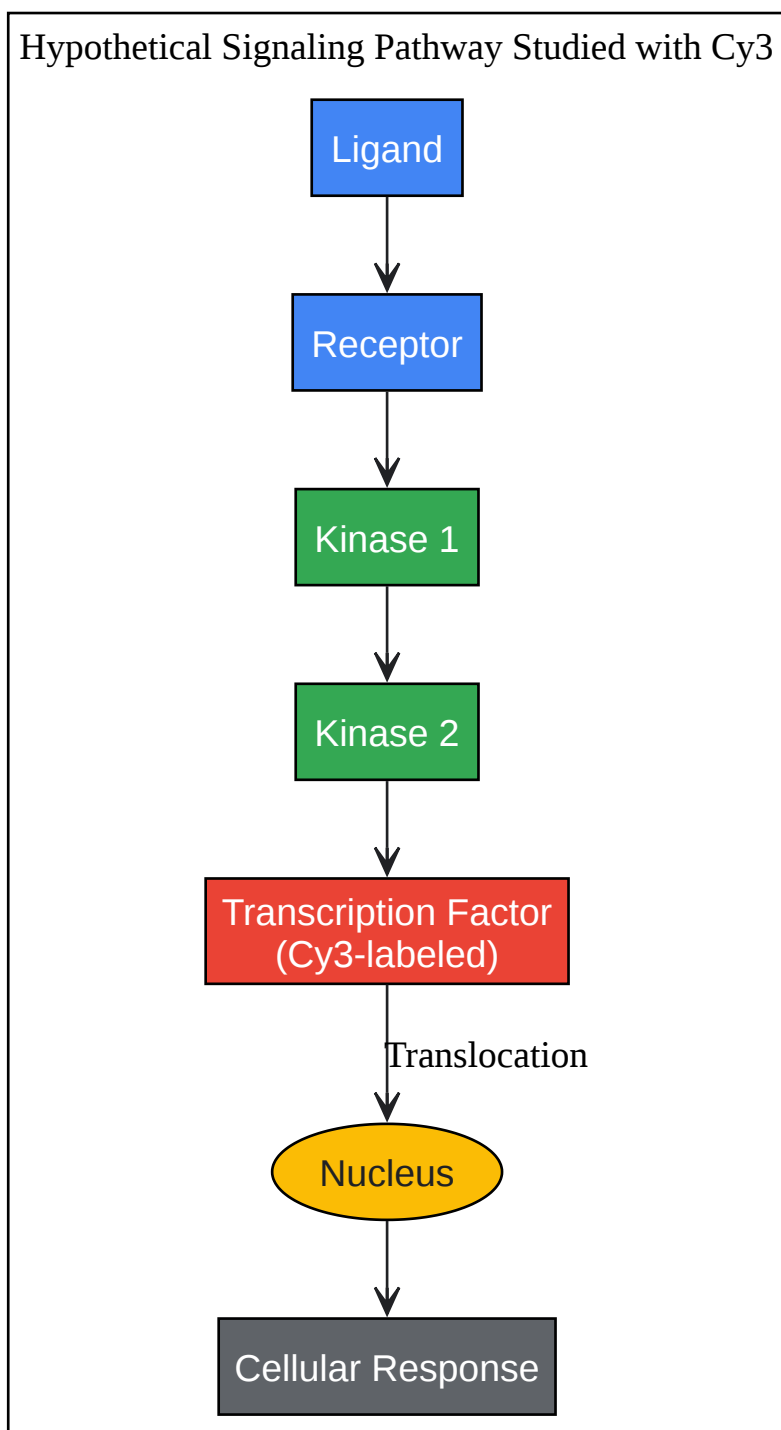 Hypothetical Signaling Pathway Studied with Cy3
Ligand
Receptor
Kinase 1
Kinase 2
Transcription Factor
(Cy3-labeled)
Translocation
Nucleus
Cellular Response